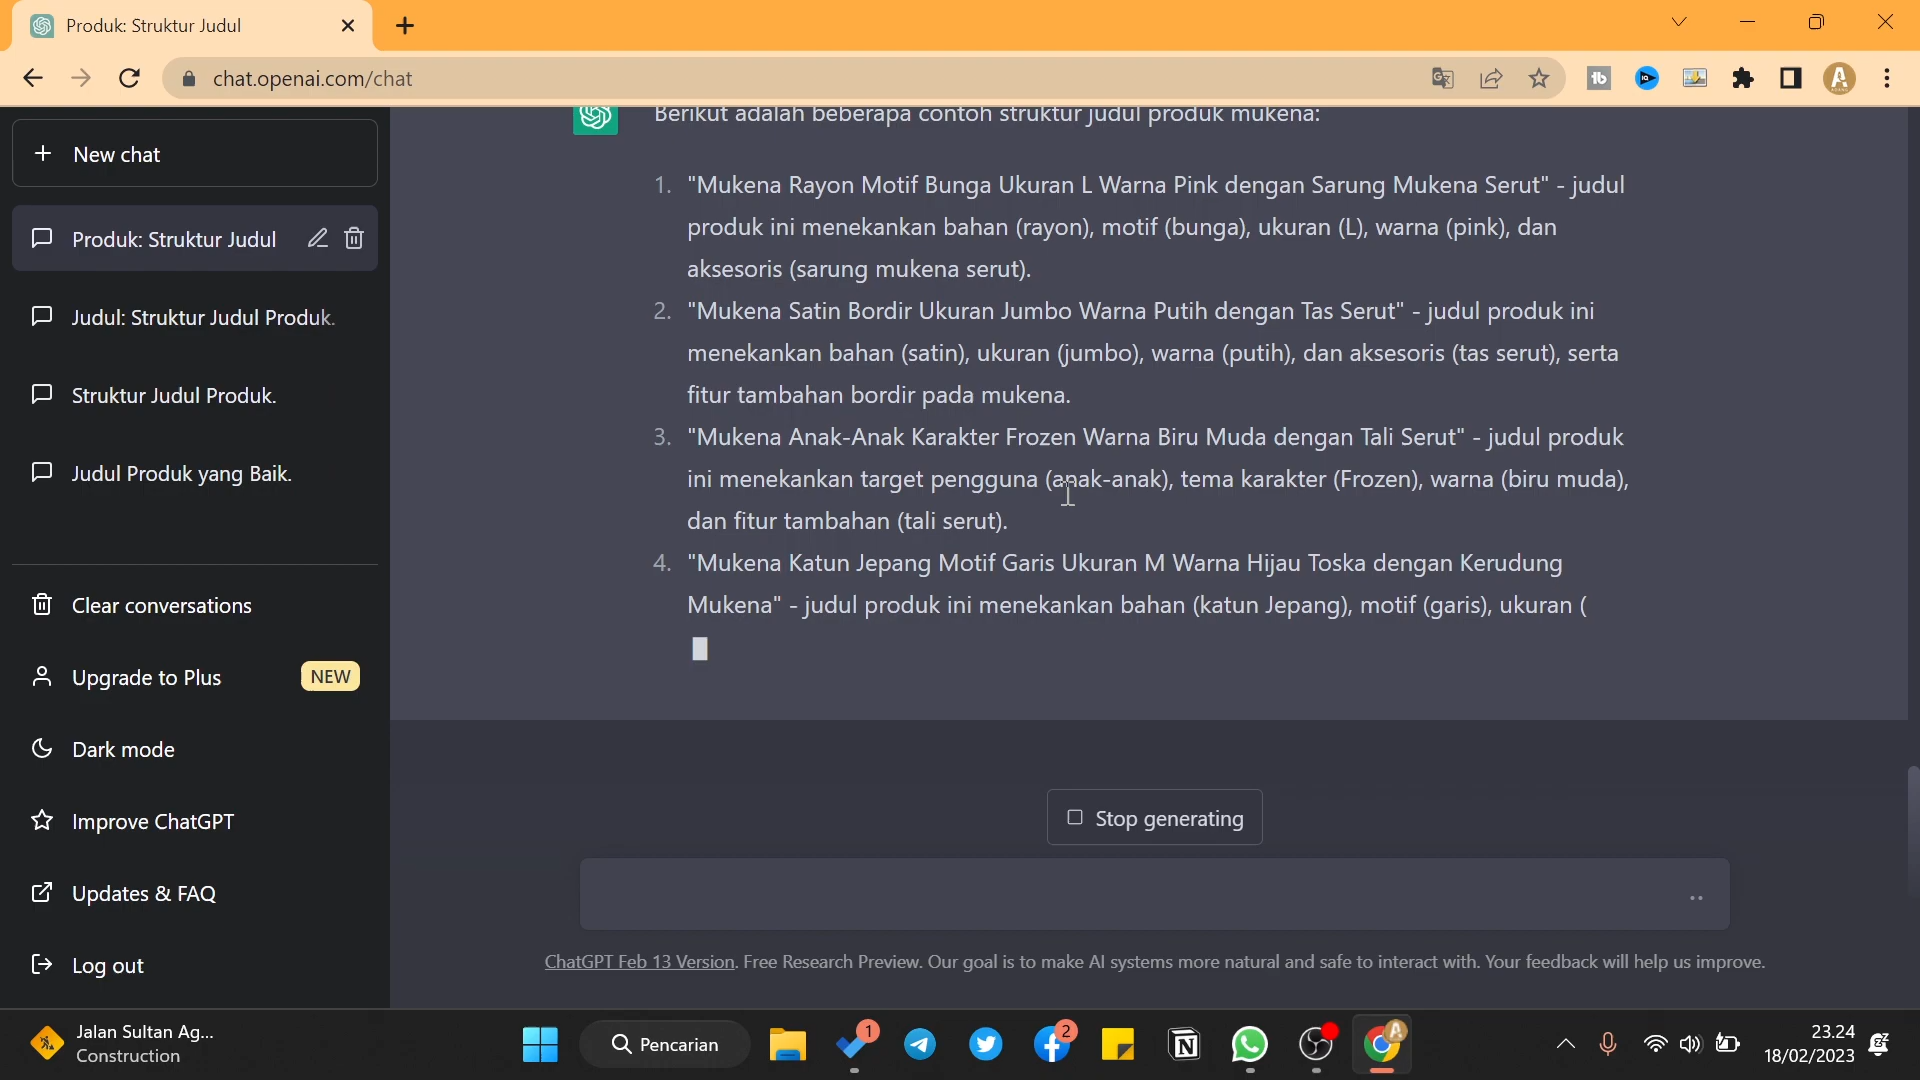 Produk: Struktur Judul
chat.openai.com/chat
New chat
Produk: Struktur Judul
Judul: Struktur Judul Produk.
Struktur Judul Produk.
Judul Produk yang Baik.
Clear conversations
Upgrade to Plus
NEW
Dark mode
Improve ChatGPT
Updates & FAQ
Log out
Berikut adalah beberapa contoh struktur judul produk mukena:
1. "Mukena Rayon Motif Bunga Ukuran L Warna Pink dengan Sarung Mukena Serut" - judul
produk ini menekankan bahan (rayon), motif (bunga), ukuran (L), warna (pink), dan
aksesoris (sarung mukena serut).
2. "Mukena Satin Bordir Ukuran Jumbo Warna Putih dengan Tas Serut" - judul produk ini
menekankan bahan (satin), ukuran (jumbo), warna (putih), dan aksesoris (tas serut), serta
fitur tambahan bordir pada mukena.
3. "Mukena Anak-Anak Karakter Frozen Warna Biru Muda dengan Tali Serut" - judul produk
ini menekankan target pengguna (anak-anak), tema karakter (Frozen), warna (biru muda),
dan fitur tambahan (tali serut).
4. "Mukena Katun Jepang Motif Garis Ukuran M Warna Hijau Toska dengan Kerudung
Mukena" - judul produk ini menekankan bahan (katun Jepang), motif (garis), ukuran (
Stop generating
ChatGPT Feb 13 Version. Free Research Preview. Our goal is to make AI systems more natural and safe to interact with. Your feedback will help us improve.
Jalan Sultan Ag...
Construction
Pencarian
1
2
23.24
18/02/2023